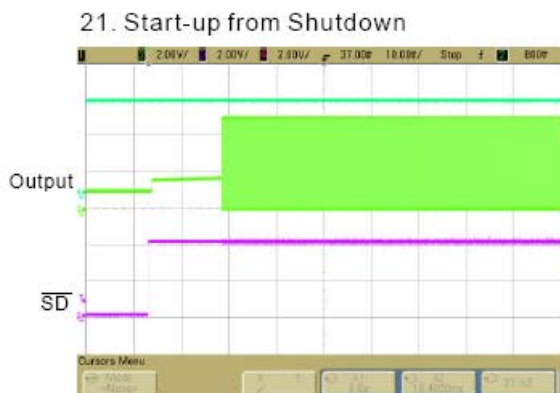 21. Start-up from Shutdown
2.00V/ 2.00V/ 2.00V/ 37.00 10.00 / Stop
Output
SD
Cursors Menu
Mode